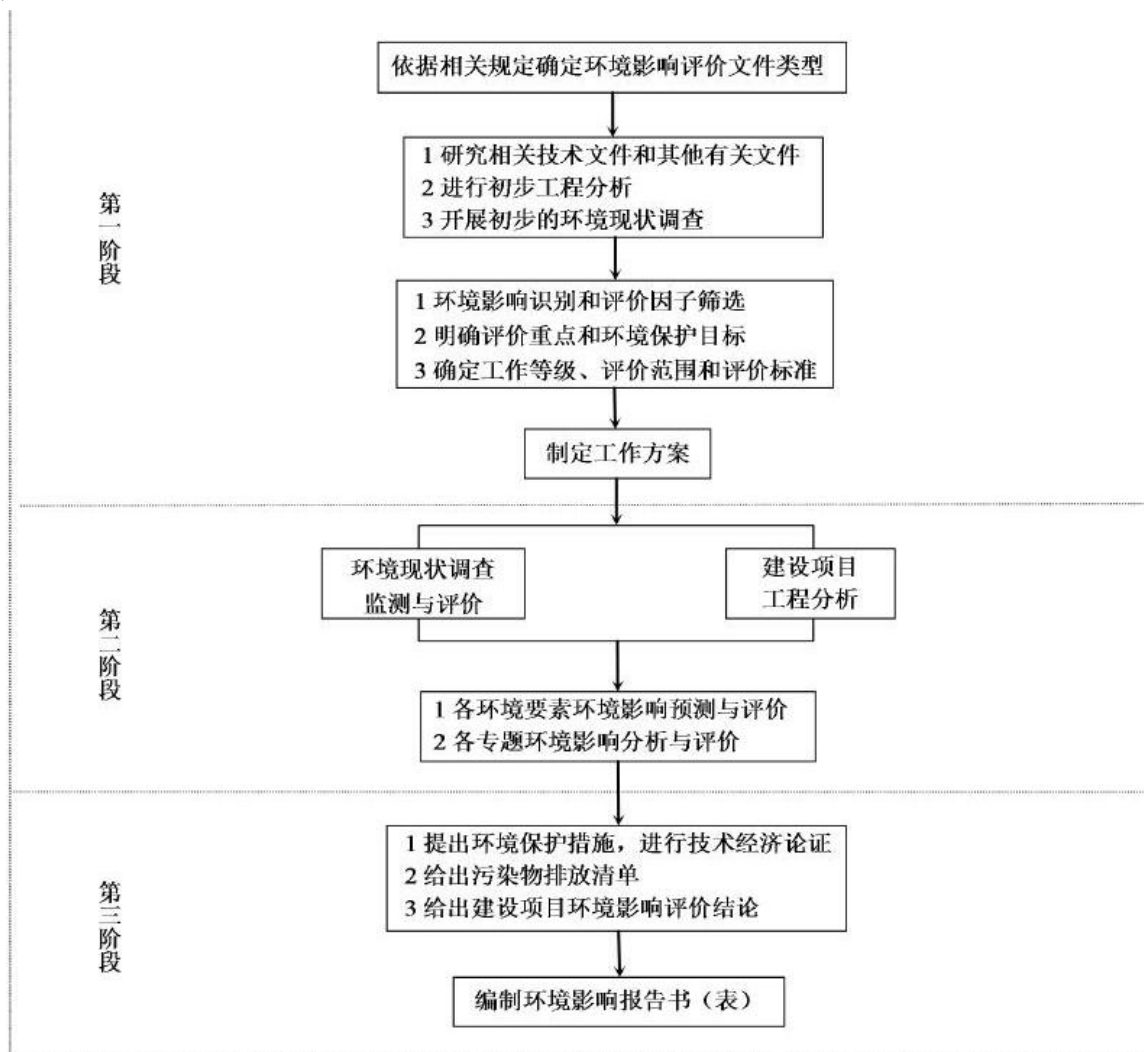 依据相关规定确定环境影响评价文件类型
1 研究相关技术文件和其他有关文件
2 进行初步工程分析
3 开展初步的环境现状调查
第一阶段
1 环境影响识别和评价因子筛选
2 明确评价重点和环境保护目标
3 确定工作等级、评价范围和评价标准
制定工作方案
环境现状调查
监测与评价
建设项目
工程分析
第二阶段
1 各环境要素环境影响预测与评价
2 各专题环境影响分析与评价
1 提出环境保护措施，进行技术经济论证
2 给出污染物排放清单
3 给出建设项目环境影响评价结论
第三阶段
编制环境影响报告书（表）